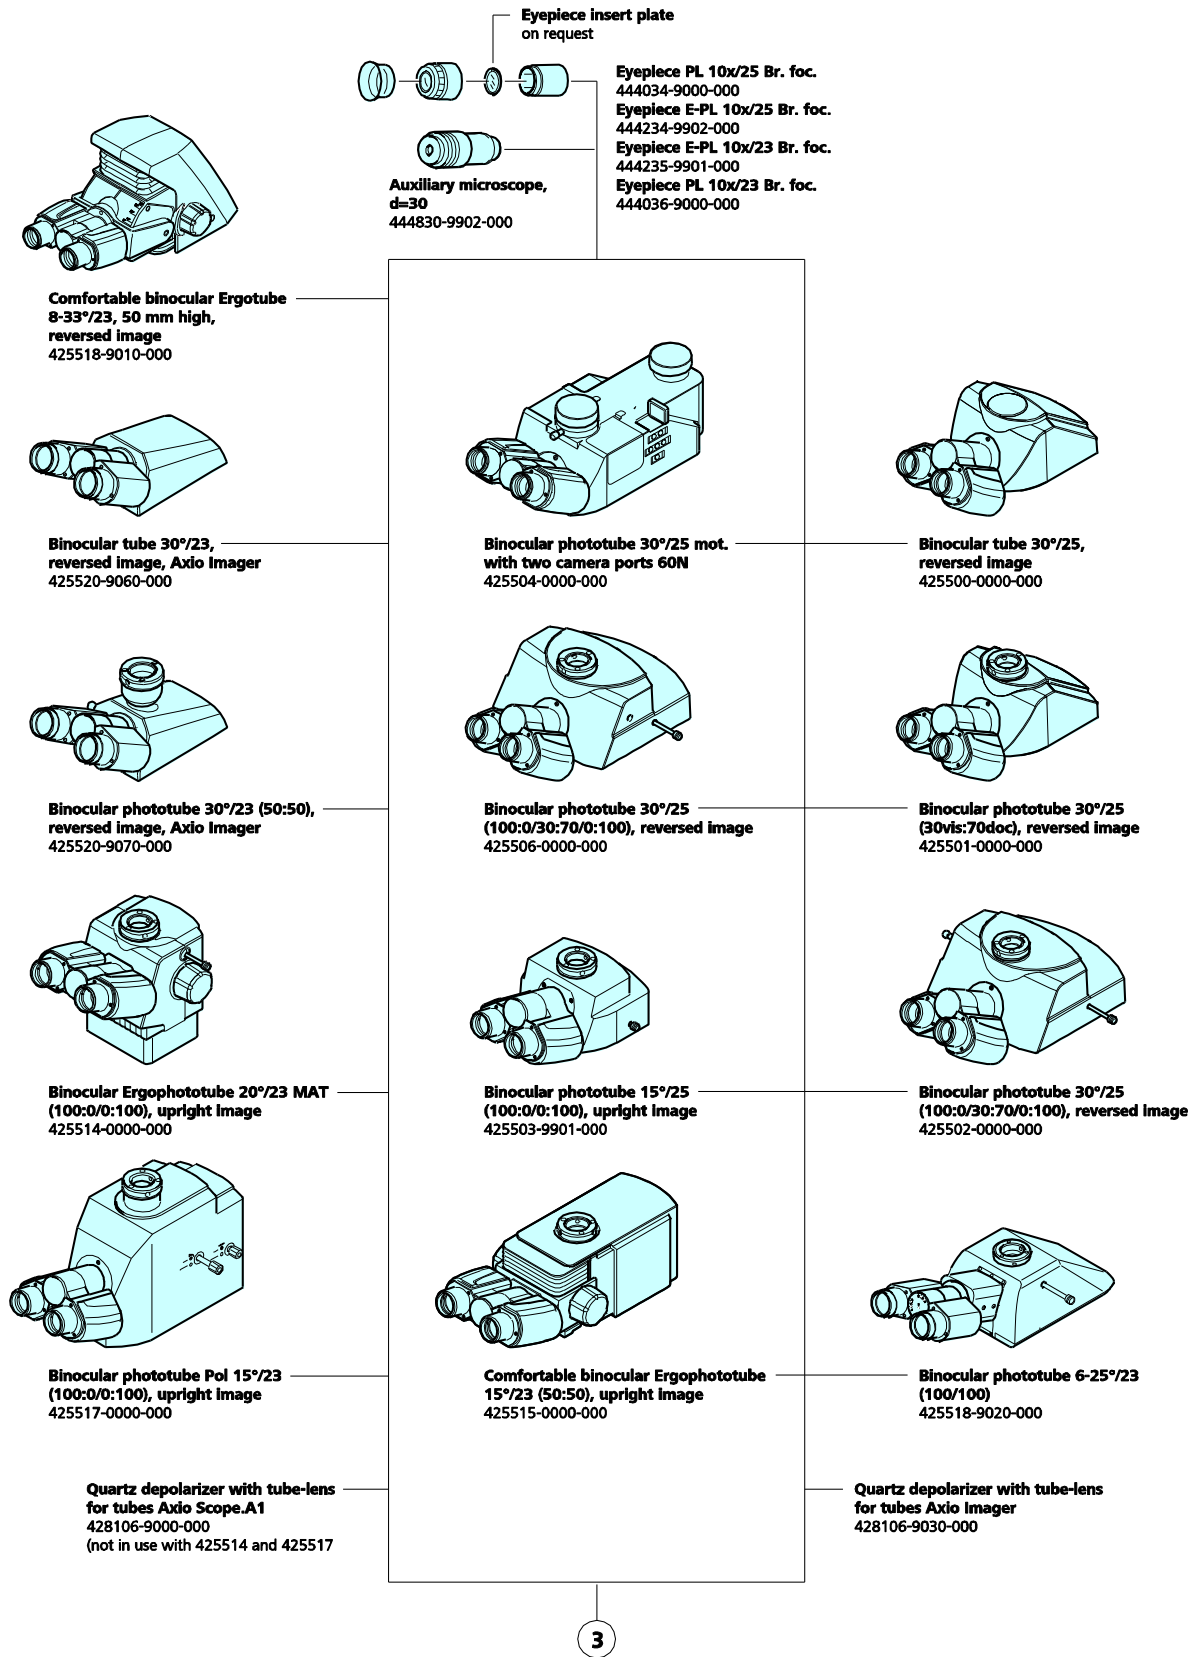 Eyepiece insert plate
on request
Eyepiece PL 10x/25 Br. foc.
444034-9000-000
Eyepiece E-PL 10x/25 Br. foc.
444234-9902-000
Eyepiece E-PL 10x/23 Br. foc.
444235-9901-000
Eyepiece PL 10x/23 Br. foc.
444036-9000-000
Auxiliary microscope,
d=30
444830-9902-000
Comfortable binocular Ergotube
8-33°/23, 50 mm high,
reversed image
425518-9010-000
Binocular tube 30°/23,
reversed image, Axio Imager
425520-9060-000
Binocular phototube 30°/25 mot.
with two camera ports 60N
425504-0000-000
Binocular tube 30°/25,
reversed image
425500-0000-000
Binocular phototube 30°/23 (50:50),
reversed image, Axio Imager
425520-9070-000
Binocular phototube 30°/25
(100:0/30:70/0:100), reversed image
425506-0000-000
Binocular phototube 30°/25
(30vis:70doc), reversed image
425501-0000-000
Binocular Ergophototube 20°/23 MAT
(100:0/0:100), upright image
425514-0000-000
Binocular phototube 15°/25
(100:0/0:100), upright image
425503-9901-000
Binocular phototube 30°/25
(100:0/30:70/0:100), reversed image
425502-0000-000
Binocular phototube Pol 15°/23
(100:0/0:100), upright image
425517-0000-000
Comfortable binocular Ergophototube
15°/23 (50:50), upright image
425515-0000-000
Binocular phototube 6-25°/23
(100/100)
425518-9020-000
Quartz depolarizer with tube-lens
for tubes Axio Scope.A1
428106-9000-000
(not in use with 425514 and 425517
Quartz depolarizer with tube-lens
for tubes Axio Imager
428106-9030-000
3